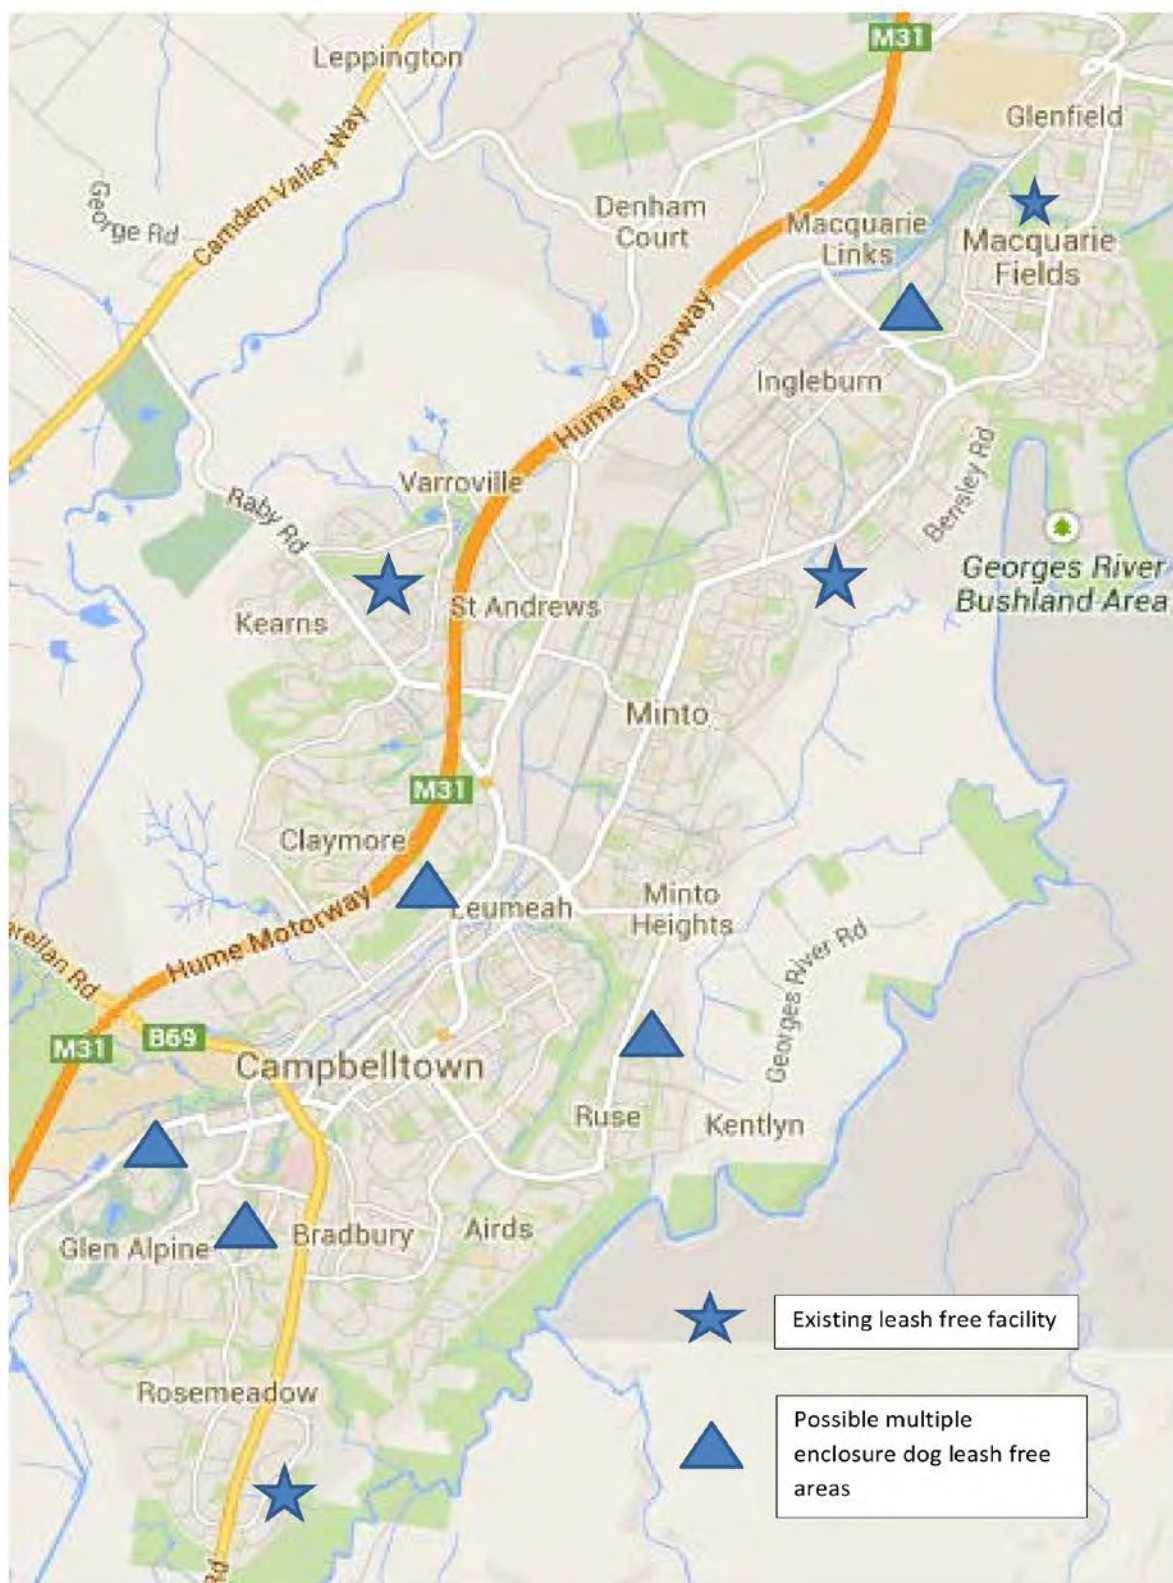 M31
Leppington
Glenfield
Camden Valley Way
George Rd
Denham
Court
Macquarie
Links
Macquarie
Fields
Hume Motorway
Ingleburn
Bensley Rd
Varroville
Raby Rd
Georges River
Bushland Area
St Andrews
Kearns
Minto
M31
Claymore
Minto
Heights
Leumeah
Hume Motorway
arellan Rd
Georges River Rd
M31
B69
Campbelltown
Ruse
Kentlyn
Airds
Bradbury
Glen Alpine
Existing leash free facility
Rosemeadow
Possible multiple
enclosure dog leash free
areas
Rd